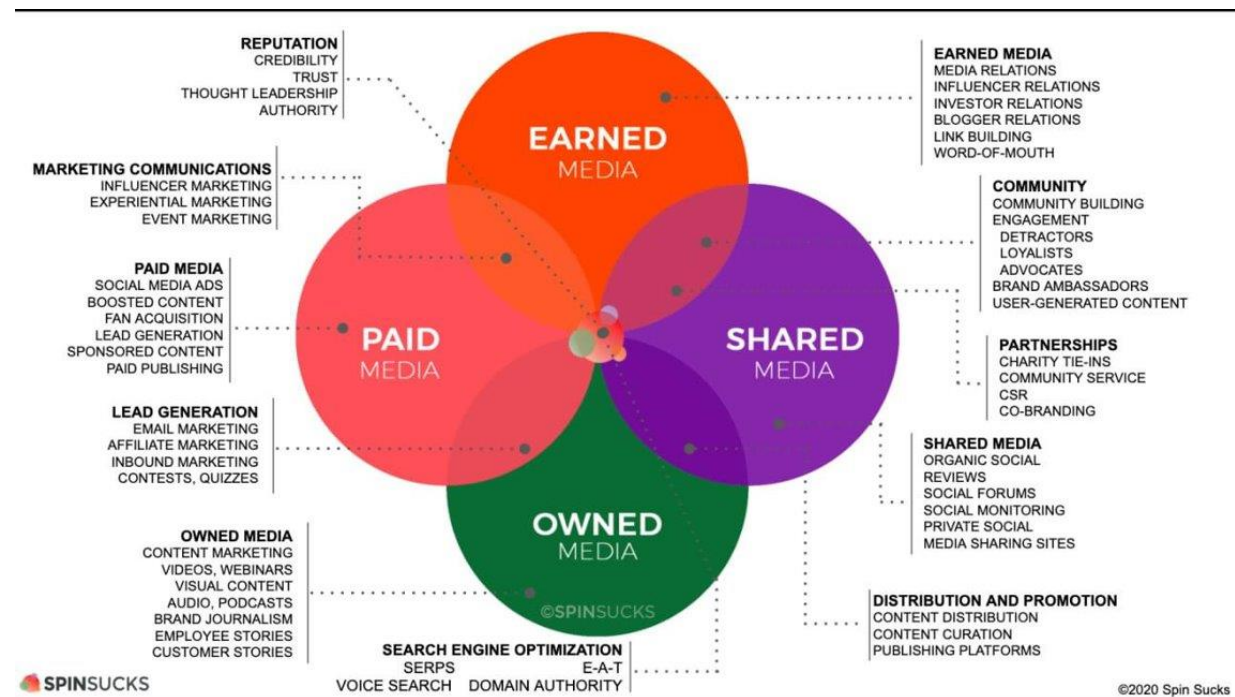 REPUTATION
CREDIBILITY
TRUST
THOUGHT LEADERSHIP
AUTHORITY
MARKETING COMMUNICATIONS
INFLUENCER MARKETING
EXPERIENTIAL MARKETING
EVENT MARKETING
PAID MEDIA
SOCIAL MEDIA ADS
BOOSTED CONTENT
FAN ACQUISITION
LEAD GENERATION
SPONSORED CONTENT
PAID PUBLISHING
LEAD GENERATION
EMAIL MARKETING
AFFILIATE MARKETING
INBOUND MARKETING
CONTESTS, QUIZZES
OWNED MEDIA
CONTENT MARKETING
VIDEOS, WEBINARS
VISUAL CONTENT
AUDIO, PODCASTS
BRAND JOURNALISM
EMPLOYEE STORIES
CUSTOMER STORIES
EARNED
MEDIA
PAID
MEDIA
SHARED
MEDIA
OWNED
MEDIA
©SPINSUCKS
SEARCH ENGINE OPTIMIZATION
SERPS E-A-T
VOICE SEARCH DOMAIN AUTHORITY
EARNED MEDIA
MEDIA RELATIONS
INFLUENCER RELATIONS
INVESTOR RELATIONS
BLOGGER RELATIONS
LINK BUILDING
WORD-OF-MOUTH
COMMUNITY
COMMUNITY BUILDING
ENGAGEMENT
DETRACTORS
LOYALISTS
ADVOCATES
BRAND AMBASSADORS
USER-GENERATED CONTENT
PARTNERSHIPS
CHARITY TIE-INS
COMMUNITY SERVICE
CSR
CO-BRANDING
SHARED MEDIA
ORGANIC SOCIAL
REVIEWS
SOCIAL FORUMS
SOCIAL MONITORING
PRIVATE SOCIAL
MEDIA SHARING SITES
DISTRIBUTION AND PROMOTION
CONTENT DISTRIBUTION
CONTENT CURATION
PUBLISHING PLATFORMS
SPINSUCKS
©2020 Spin Sucks